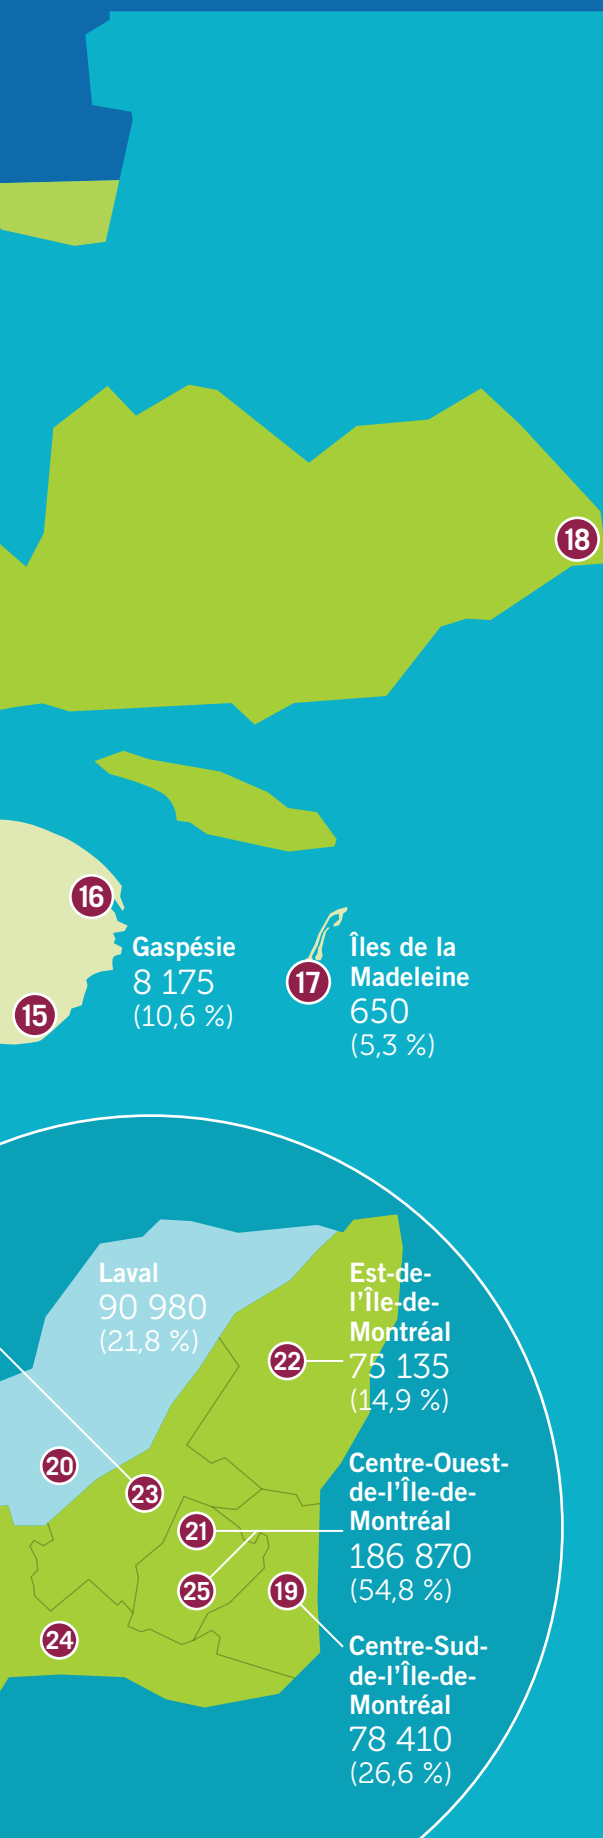 18
16
Gaspésie
8 175
(10,6 %)
15
17
Îles de la
Madeleine
650
(5,3 %)
Laval
90 980
(21,8 %)
Est-de-
l'Île-de-
Montréal
75 135
(14,9 %)
22
20
23
Centre-Ouest-
de-l'Île-de-
Montréal
186 870
(54,8 %)
21
25
19
24
Centre-Sud-
de-l'Île-de-
Montréal
78 410
(26,6 %)